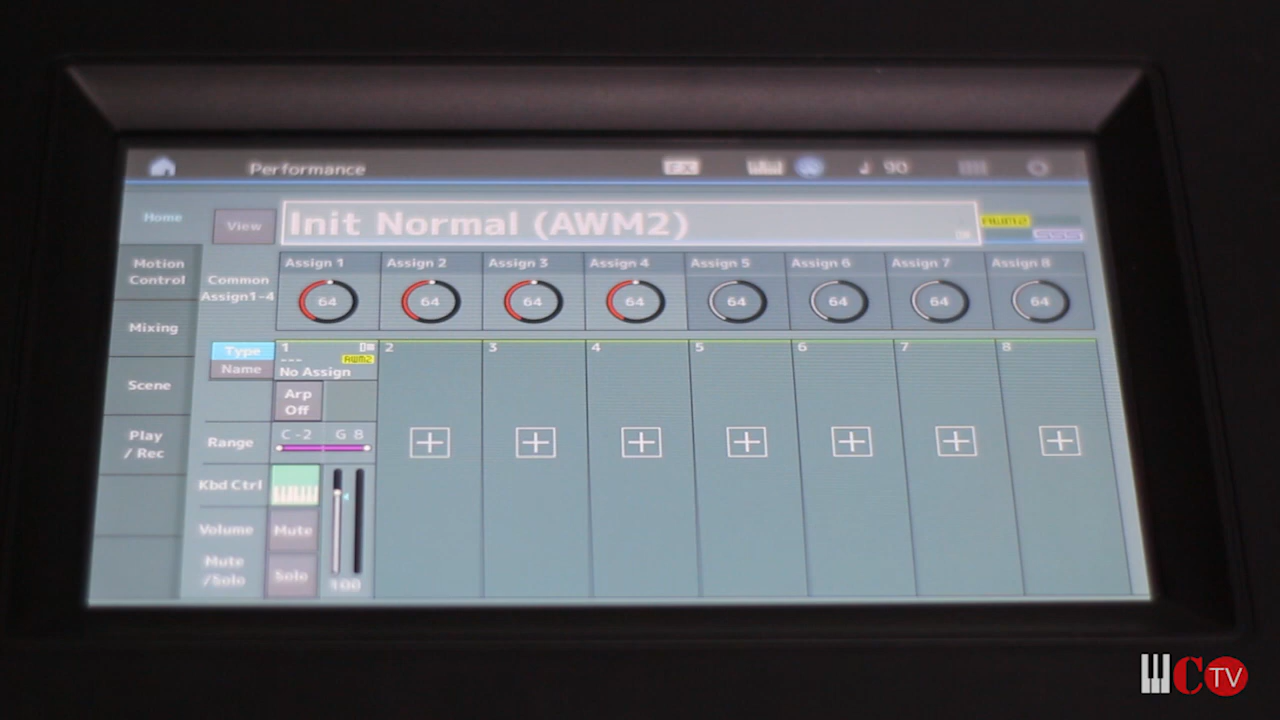 Performance FX ♩ 90
Home View Init Normal (AWM2) AWM2 SSS
Motion
Control
Mixing
Scene
Play
/ Rec
Common
Assign1-4
Assign 1 Assign 2 Assign 3 Assign 4 Assign 5 Assign 6 Assign 7 Assign 8
64 64 64 64 64 64 64 64
Type
Name
1 2 3 4 5 6 7 8
--- AWM2
No Assign
Arp
Off
Range C -2 G 8
Kbd Ctrl
Volume Mute
Mute
/Solo Solo 100
CTV